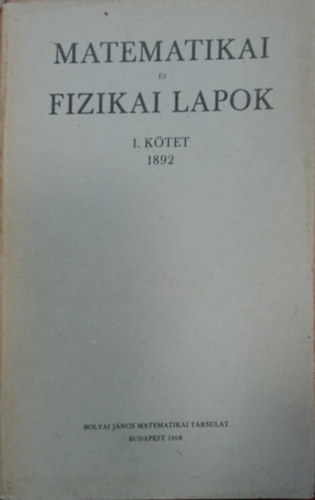 MATEMATIKAI
és
FIZIKAI LAPOK
I. KÖTET
1892
BOLYAI JÁNOS MATEMATIKAI TÁRSULAT
BUDAPEST 1968